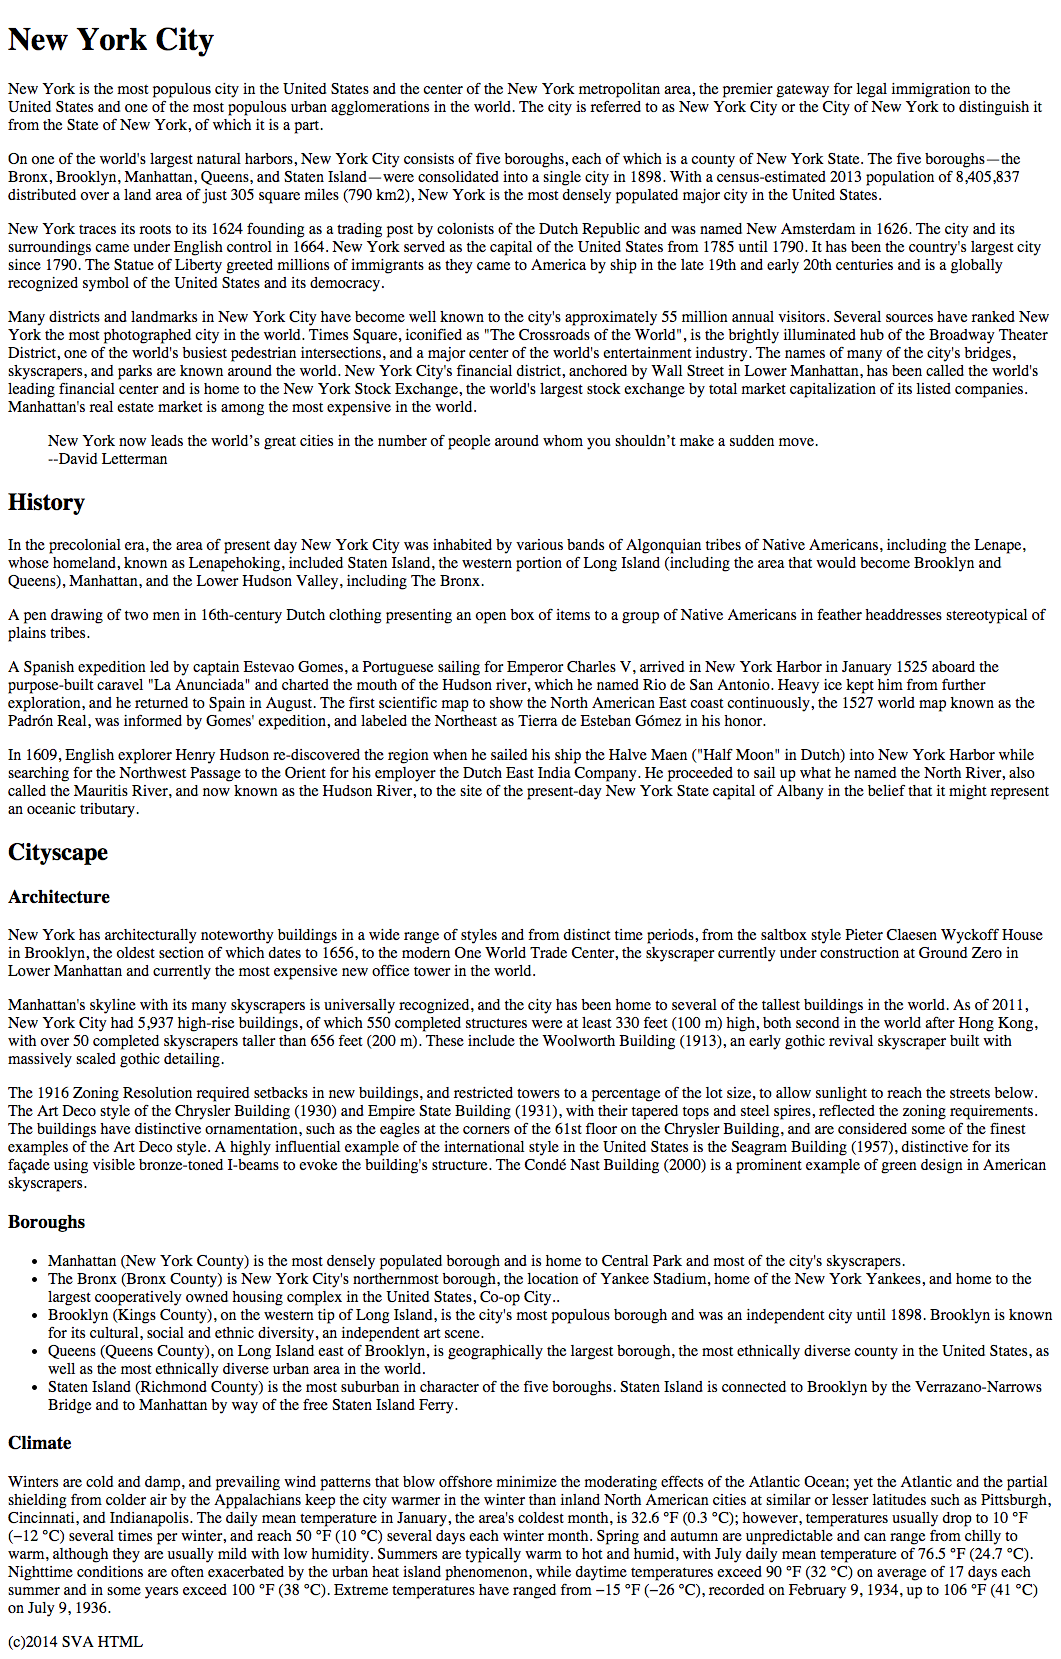 New York City
New York is the most populous city in the United States and the center of the New York metropolitan area, the premier gateway for legal immigration to the
United States and one of the most populous urban agglomerations in the world. The city is referred to as New York City or the City of New York to distinguish it
from the State of New York, of which it is a part.
On one of the world's largest natural harbors, New York City consists of five boroughs, each of which is a county of New York State. The five boroughs—the
Bronx, Brooklyn, Manhattan, Queens, and Staten Island—were consolidated into a single city in 1898. With a census-estimated 2013 population of 8,405,837
distributed over a land area of just 305 square miles (790 km2), New York is the most densely populated major city in the United States.
New York traces its roots to its 1624 founding as a trading post by colonists of the Dutch Republic and was named New Amsterdam in 1626. The city and its
surroundings came under English control in 1664. New York served as the capital of the United States from 1785 until 1790. It has been the country's largest city
since 1790. The Statue of Liberty greeted millions of immigrants as they came to America by ship in the late 19th and early 20th centuries and is a globally
recognized symbol of the United States and its democracy.
Many districts and landmarks in New York City have become well known to the city's approximately 55 million annual visitors. Several sources have ranked New
York the most photographed city in the world. Times Square, iconified as "The Crossroads of the World", is the brightly illuminated hub of the Broadway Theater
District, one of the world's busiest pedestrian intersections, and a major center of the world's entertainment industry. The names of many of the city's bridges,
skyscrapers, and parks are known around the world. New York City's financial district, anchored by Wall Street in Lower Manhattan, has been called the world's
leading financial center and is home to the New York Stock Exchange, the world's largest stock exchange by total market capitalization of its listed companies.
Manhattan's real estate market is among the most expensive in the world.
New York now leads the world’s great cities in the number of people around whom you shouldn’t make a sudden move.
--David Letterman
History
In the precolonial era, the area of present day New York City was inhabited by various bands of Algonquian tribes of Native Americans, including the Lenape,
whose homeland, known as Lenapehoking, included Staten Island, the western portion of Long Island (including the area that would become Brooklyn and
Queens), Manhattan, and the Lower Hudson Valley, including The Bronx.
A pen drawing of two men in 16th-century Dutch clothing presenting an open box of items to a group of Native Americans in feather headdresses stereotypical of
plains tribes.
A Spanish expedition led by captain Estevao Gomes, a Portuguese sailing for Emperor Charles V, arrived in New York Harbor in January 1525 aboard the
purpose-built caravel "La Anunciada" and charted the mouth of the Hudson river, which he named Rio de San Antonio. Heavy ice kept him from further
exploration, and he returned to Spain in August. The first scientific map to show the North American East coast continuously, the 1527 world map known as the
Padrón Real, was informed by Gomes' expedition, and labeled the Northeast as Tierra de Esteban Gómez in his honor.
In 1609, English explorer Henry Hudson re-discovered the region when he sailed his ship the Halve Maen ("Half Moon" in Dutch) into New York Harbor while
searching for the Northwest Passage to the Orient for his employer the Dutch East India Company. He proceeded to sail up what he named the North River, also
called the Mauritis River, and now known as the Hudson River, to the site of the present-day New York State capital of Albany in the belief that it might represent
an oceanic tributary.
Cityscape
Architecture
New York has architecturally noteworthy buildings in a wide range of styles and from distinct time periods, from the saltbox style Pieter Claesen Wyckoff House
in Brooklyn, the oldest section of which dates to 1656, to the modern One World Trade Center, the skyscraper currently under construction at Ground Zero in
Lower Manhattan and currently the most expensive new office tower in the world.
Manhattan's skyline with its many skyscrapers is universally recognized, and the city has been home to several of the tallest buildings in the world. As of 2011,
New York City had 5,937 high-rise buildings, of which 550 completed structures were at least 330 feet (100 m) high, both second in the world after Hong Kong,
with over 50 completed skyscrapers taller than 656 feet (200 m). These include the Woolworth Building (1913), an early gothic revival skyscraper built with
massively scaled gothic detailing.
The 1916 Zoning Resolution required setbacks in new buildings, and restricted towers to a percentage of the lot size, to allow sunlight to reach the streets below.
The Art Deco style of the Chrysler Building (1930) and Empire State Building (1931), with their tapered tops and steel spires, reflected the zoning requirements.
The buildings have distinctive ornamentation, such as the eagles at the corners of the 61st floor on the Chrysler Building, and are considered some of the finest
examples of the Art Deco style. A highly influential example of the international style in the United States is the Seagram Building (1957), distinctive for its
façade using visible bronze-toned I-beams to evoke the building's structure. The Condé Nast Building (2000) is a prominent example of green design in American
skyscrapers.
Boroughs
• Manhattan (New York County) is the most densely populated borough and is home to Central Park and most of the city's skyscrapers.
• The Bronx (Bronx County) is New York City's northernmost borough, the location of Yankee Stadium, home of the New York Yankees, and home to the
largest cooperatively owned housing complex in the United States, Co-op City..
• Brooklyn (Kings County), on the western tip of Long Island, is the city's most populous borough and was an independent city until 1898. Brooklyn is known
for its cultural, social and ethnic diversity, an independent art scene.
• Queens (Queens County), on Long Island east of Brooklyn, is geographically the largest borough, the most ethnically diverse county in the United States, as
well as the most ethnically diverse urban area in the world.
• Staten Island (Richmond County) is the most suburban in character of the five boroughs. Staten Island is connected to Brooklyn by the Verrazano-Narrows
Bridge and to Manhattan by way of the free Staten Island Ferry.
Climate
Winters are cold and damp, and prevailing wind patterns that blow offshore minimize the moderating effects of the Atlantic Ocean; yet the Atlantic and the partial
shielding from colder air by the Appalachians keep the city warmer in the winter than inland North American cities at similar or lesser latitudes such as Pittsburgh,
Cincinnati, and Indianapolis. The daily mean temperature in January, the area's coldest month, is 32.6 °F (0.3 °C); however, temperatures usually drop to 10 °F
(−12 °C) several times per winter, and reach 50 °F (10 °C) several days each winter month. Spring and autumn are unpredictable and can range from chilly to
warm, although they are usually mild with low humidity. Summers are typically warm to hot and humid, with July daily mean temperature of 76.5 °F (24.7 °C).
Nighttime conditions are often exacerbated by the urban heat island phenomenon, while daytime temperatures exceed 90 °F (32 °C) on average of 17 days each
summer and in some years exceed 100 °F (38 °C). Extreme temperatures have ranged from −15 °F (−26 °C), recorded on February 9, 1934, up to 106 °F (41 °C)
on July 9, 1936.
(c)2014 SVA HTML